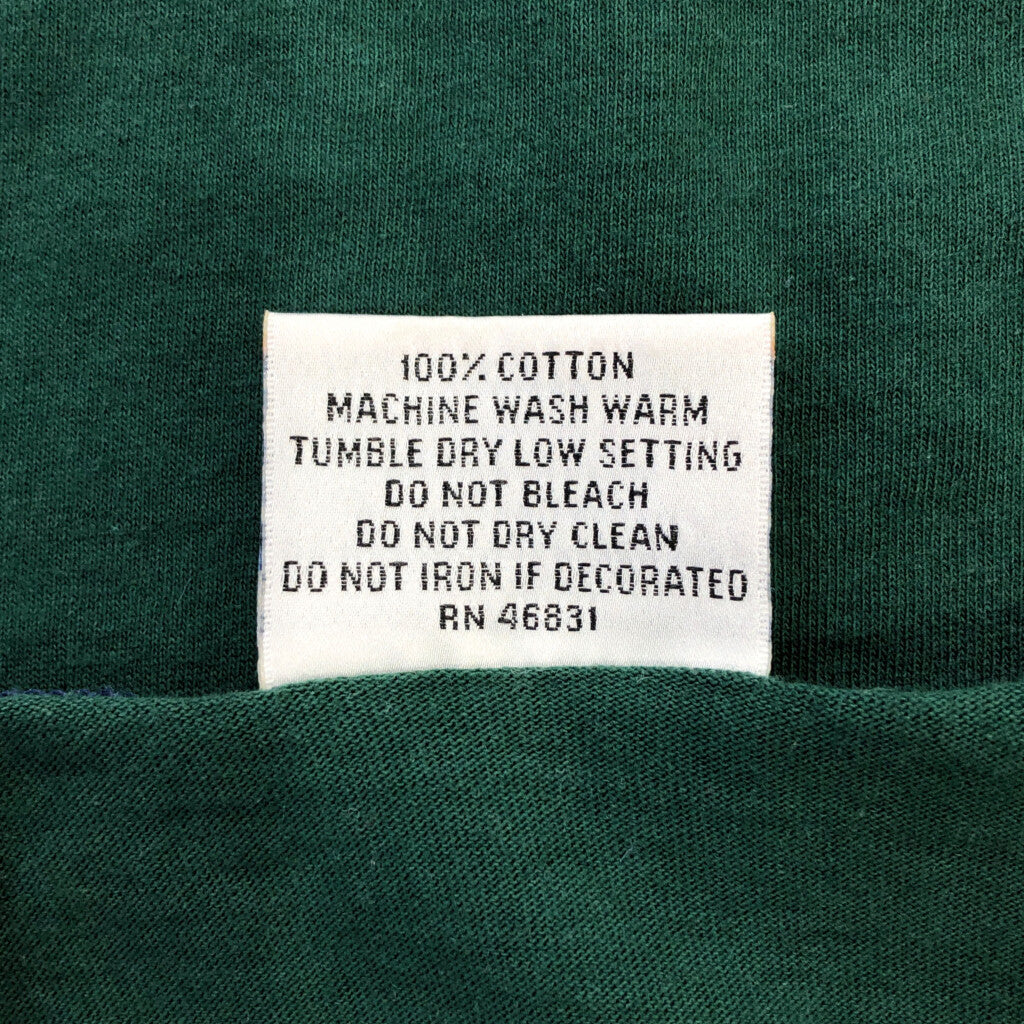 100% COTTON
MACHINE WASH WARM
TUMBLE DRY LOW SETTING
DO NOT BLEACH
DO NOT DRY CLEAN
DO NOT IRON IF DECORATED
RN 46831